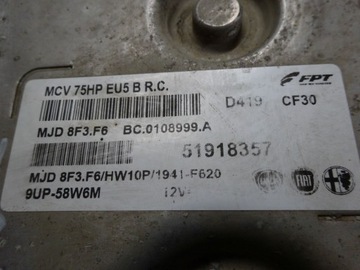 MCV 75HP EU5 B R.C.
FPT
D419 CF30
MJD 8F3.F6 BC.0108999.A
51918357
MJD 8F3.F6/HW10P/1941-F620
9UP-58W6M 12V
FIAT